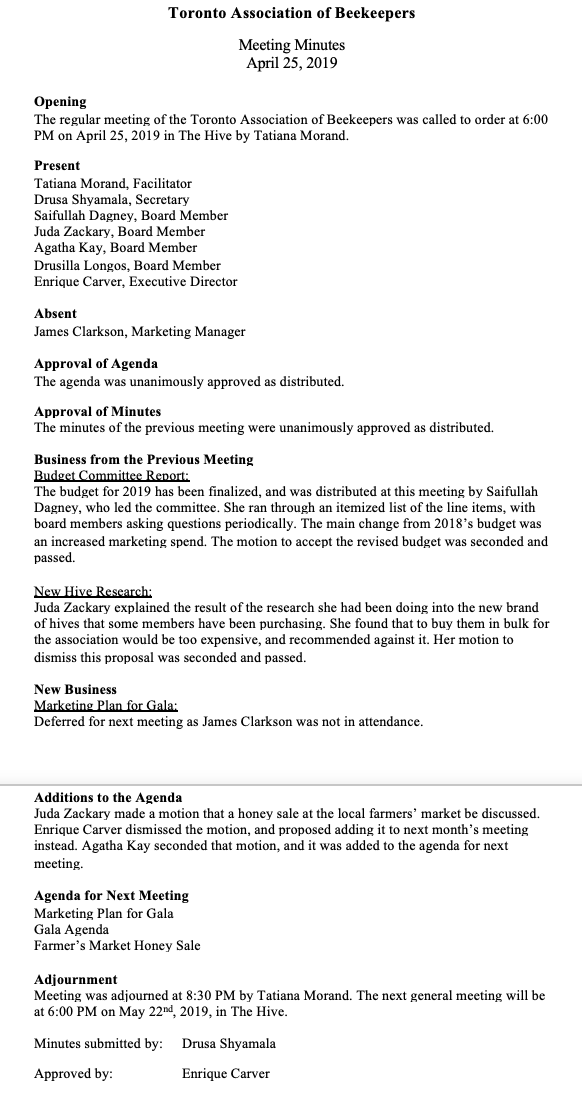 Toronto Association of Beekeepers
Meeting Minutes
April 25, 2019
Opening
The regular meeting of the Toronto Association of Beekeepers was called to order at 6:00
PM on April 25, 2019 in The Hive by Tatiana Morand.
Present
Tatiana Morand, Facilitator
Drusa Shyamala, Secretary
Saifullah Dagney, Board Member
Juda Zackary, Board Member
Agatha Kay, Board Member
Drusilla Longos, Board Member
Enrique Carver, Executive Director
Absent
James Clarkson, Marketing Manager
Approval of Agenda
The agenda was unanimously approved as distributed.
Approval of Minutes
The minutes of the previous meeting were unanimously approved as distributed.
Business from the Previous Meeting
Budget Committee Report:
The budget for 2019 has been finalized, and was distributed at this meeting by Saifullah
Dagney, who led the committee. She ran through an itemized list of the line items, with
board members asking questions periodically. The main change from 2018’s budget was
an increased marketing spend. The motion to accept the revised budget was seconded and
passed.
New Hive Research:
Juda Zackary explained the result of the research she had been doing into the new brand
of hives that some members have been purchasing. She found that to buy them in bulk for
the association would be too expensive, and recommended against it. Her motion to
dismiss this proposal was seconded and passed.
New Business
Marketing Plan for Gala:
Deferred for next meeting as James Clarkson was not in attendance.
Additions to the Agenda
Juda Zackary made a motion that a honey sale at the local farmers’ market be discussed.
Enrique Carver dismissed the motion, and proposed adding it to next month’s meeting
instead. Agatha Kay seconded that motion, and it was added to the agenda for next
meeting.
Agenda for Next Meeting
Marketing Plan for Gala
Gala Agenda
Farmer’s Market Honey Sale
Adjournment
Meeting was adjourned at 8:30 PM by Tatiana Morand. The next general meeting will be
at 6:00 PM on May 22nd, 2019, in The Hive.
Minutes submitted by: Drusa Shyamala
Approved by: Enrique Carver